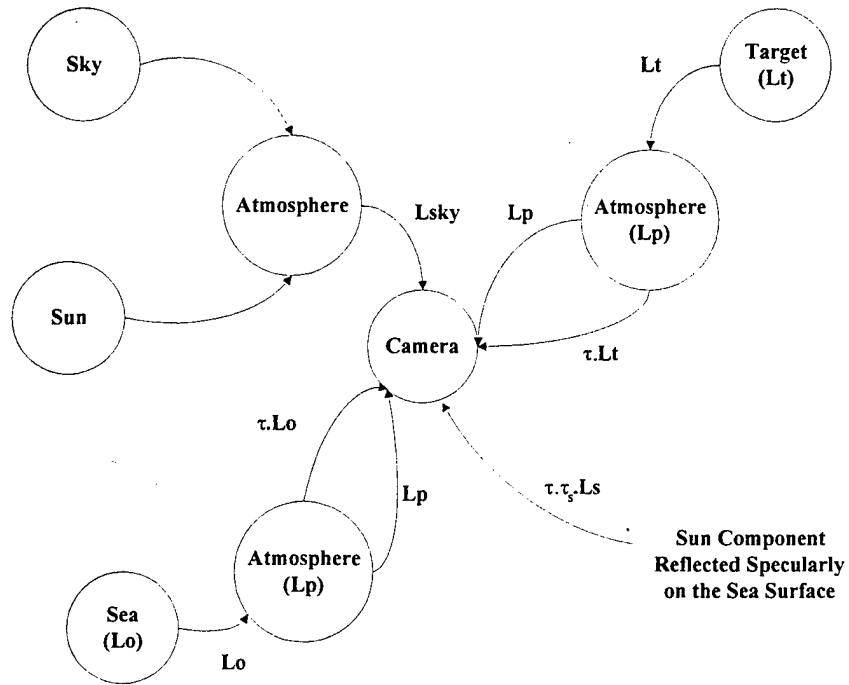 Sky
Target
(Lt)
Lt
Atmosphere
Lsky
Lp
Atmosphere
(Lp)
Sun
Camera
τ.Lt
τ.Lo
Lp
τ.τs.Ls
Atmosphere
(Lp)
Sun Component
Reflected Specularly
on the Sea Surface
Sea
(Lo)
Lo